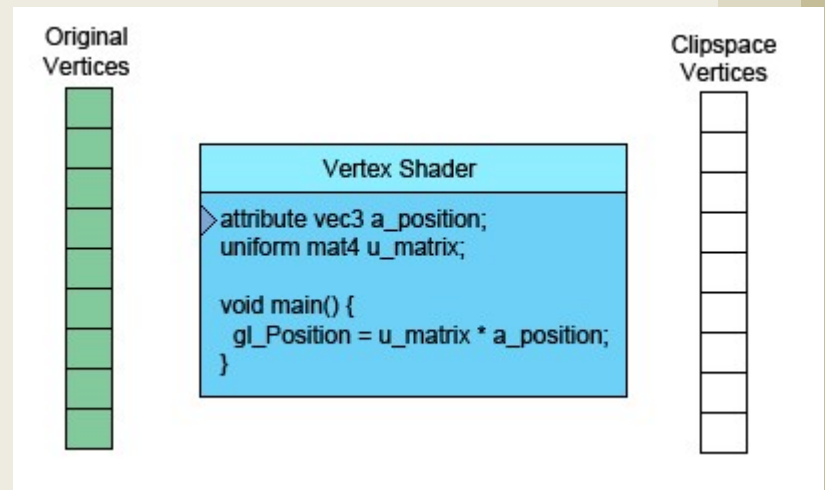 Original
Vertices
Clipspace
Vertices
Vertex Shader
attribute vec3 a_position;
uniform mat4 u_matrix;
void main() {
gl_Position = u_matrix * a_position;
}